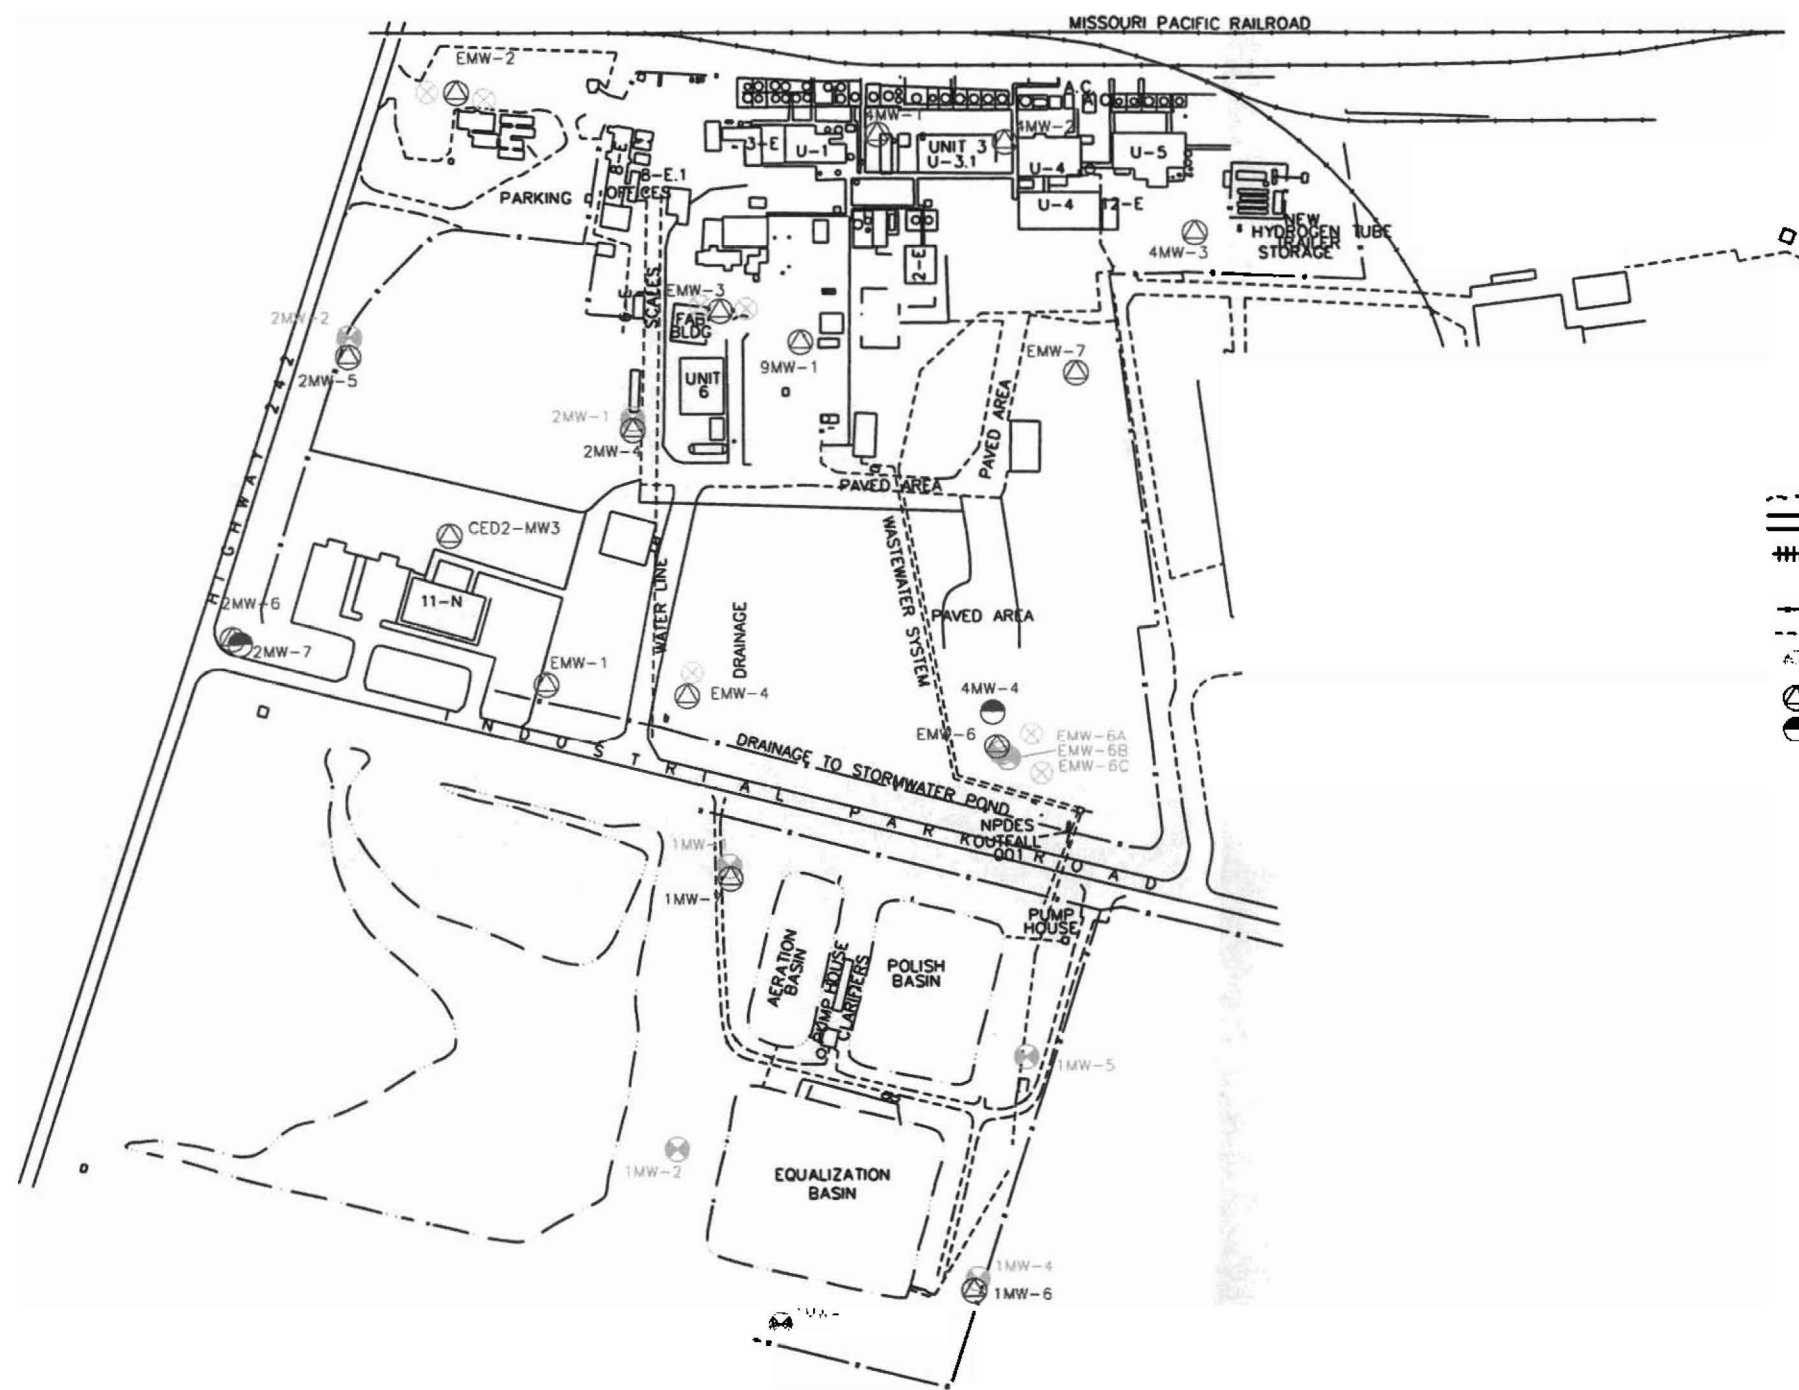 MISSOURI PACIFIC RAILROAD
EMW-2
A.C.
4MW-1
4MW-2
3-E
U-1
UNIT 3
U-3.1
U-4
U-5
8-E
8-E.1
OFFICES
PARKING
U-4
12-E
NEW
HYDROGEN TUBE
TRAILER
STORAGE
4MW-3
2-E
SCALES
EMW-3
FAB
BLDG
2MW-2
2MW-5
9MW-1
EMW-7
UNIT
6
2MW-1
2MW-4
PAVED AREA
PAVED AREA
HIGHWAY 242
CED2-MW3
WASTEWATER SYSTEM
WATER LINE
DRAINAGE
11-N
2MW-6
2MW-7
PAVED AREA
EMW-1
EMW-4
4MW-4
EMW-6
EMW-6A
EMW-6B
EMW-6C
DRAINAGE TO STORMWATER POND
INDUSTRIAL PARK ROAD
NPDES
OUTFALL
001
1MW-
PUMP
HOUSE
AERATION
BASIN
PUMP HOUSE
CLARIFIERS
POLISH
BASIN
1MW-5
1MW-2
EQUALIZATION
BASIN
1MW-4
1MW-6